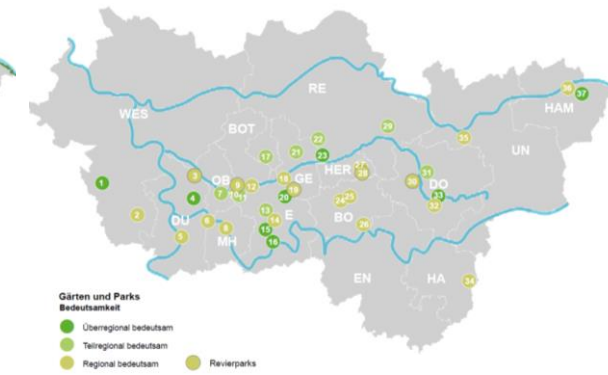 RE
WES
HAM
BOT
UN
36
37
29
35
22
21
23
17
3
OB
9
12
18
GE
19
HER
27
28
30
31
DO
33
32
1
4
7
10
11
20
24
25
2
DU
5
6
8
MH
13
14
E
15
16
BO
26
EN
HA
34
Gärten und Parks
Bedeutsamkeit
Überregional bedeutsam
Teilregional bedeutsam
Regional bedeutsam
Revierparks